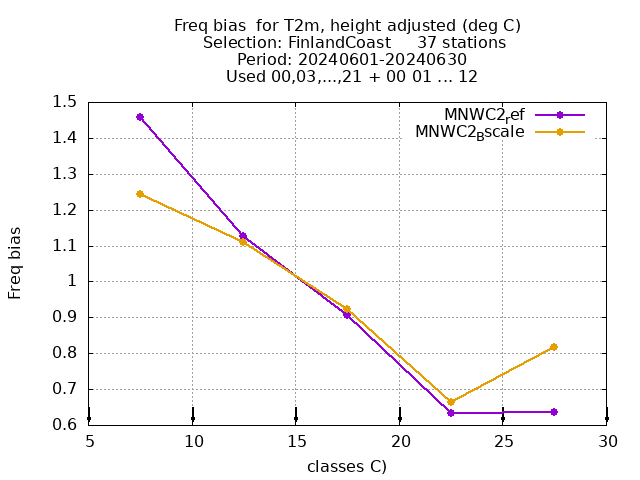 Freq bias  for T2m, height adjusted (deg C)
Selection: FinlandCoast     37 stations
Period: 20240601-20240630
Used 00,03,...,21 + 00 01 ... 12
MNWC2ref
MNWC2Bscale
1.5
1.4
1.3
1.2
1.1
1
0.9
0.8
0.7
0.6
Freq bias
5 10 15 20 25 30
classes C)